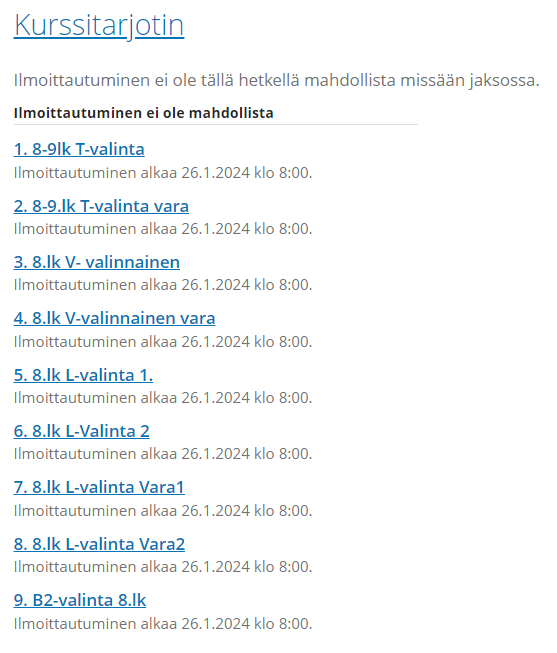 Kurssitarjotin
Ilmoittautuminen ei ole tällä hetkellä mahdollista missään jaksossa.
Ilmoittautuminen ei ole mahdollista
1. 8-9lk T-valinta
Ilmoittautuminen alkaa 26.1.2024 klo 8:00.
2. 8-9.lk T-valinta vara
Ilmoittautuminen alkaa 26.1.2024 klo 8:00.
3. 8.lk V- valinnainen
Ilmoittautuminen alkaa 26.1.2024 klo 8:00.
4. 8.lk V-valinnainen vara
Ilmoittautuminen alkaa 26.1.2024 klo 8:00.
5. 8.lk L-valinta 1.
Ilmoittautuminen alkaa 26.1.2024 klo 8:00.
6. 8.lk L-Valinta 2
Ilmoittautuminen alkaa 26.1.2024 klo 8:00.
7. 8.lk L-valinta Vara1
Ilmoittautuminen alkaa 26.1.2024 klo 8:00.
8. 8.lk L-valinta Vara2
Ilmoittautuminen alkaa 26.1.2024 klo 8:00.
9. B2-valinta 8.lk
Ilmoittautuminen alkaa 26.1.2024 klo 8:00.